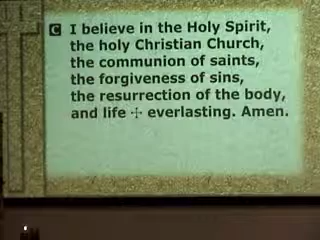 C I believe in the Holy Spirit,
the holy Christian Church,
the communion of saints,
the forgiveness of sins,
the resurrection of the body,
and life ☩ everlasting. Amen.